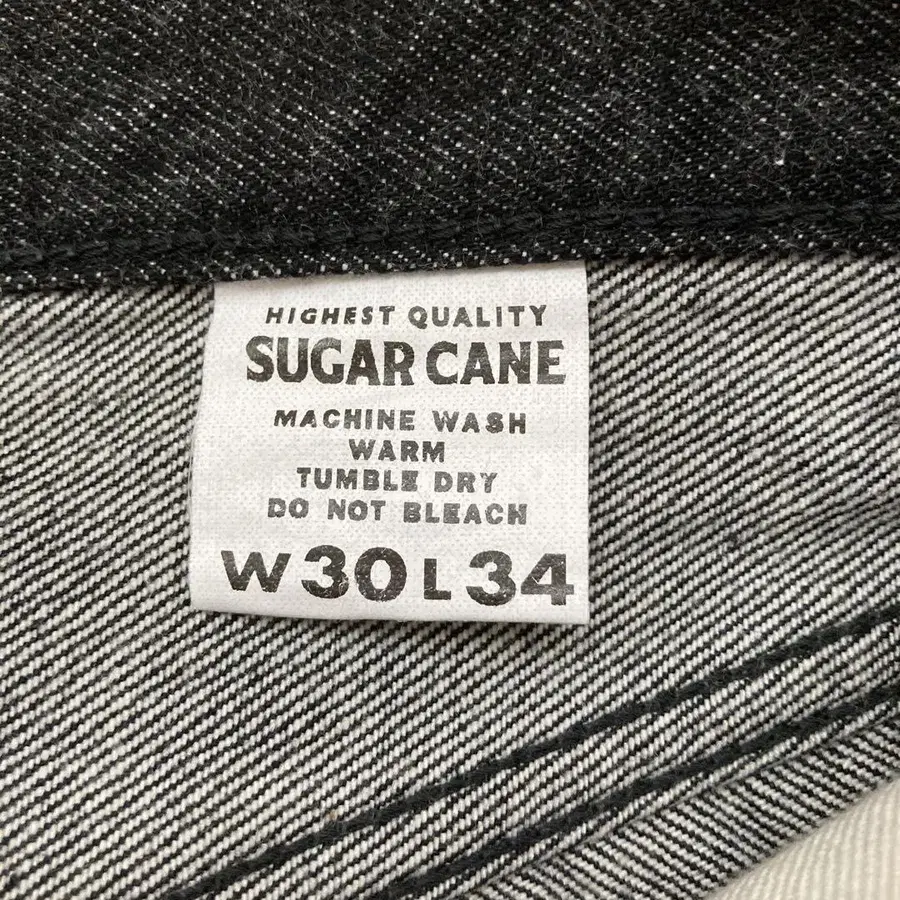 HIGHEST QUALITY
SUGAR CANE
MACHINE WASH
WARM
TUMBLE DRY
DO NOT BLEACH
W30L34